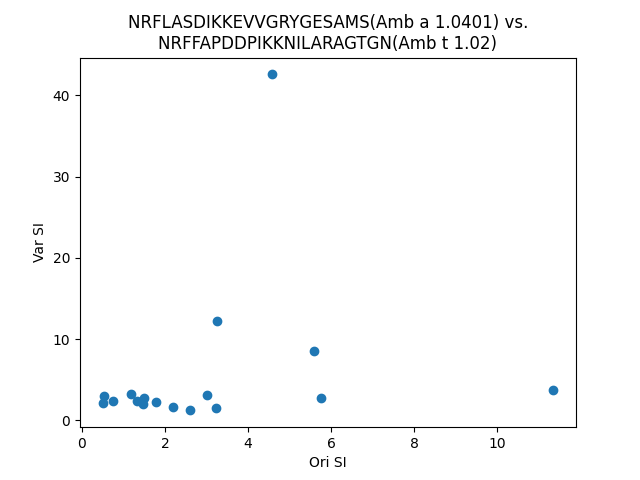 NRFLASDIKKEVVGRYGESAMS(Amb a 1.0401) vs.
NRFFAPDDPIKKNILARAGTGN(Amb t 1.02)
40
30
20
10
0
Var SI
0 2 4 6 8 10
Ori SI